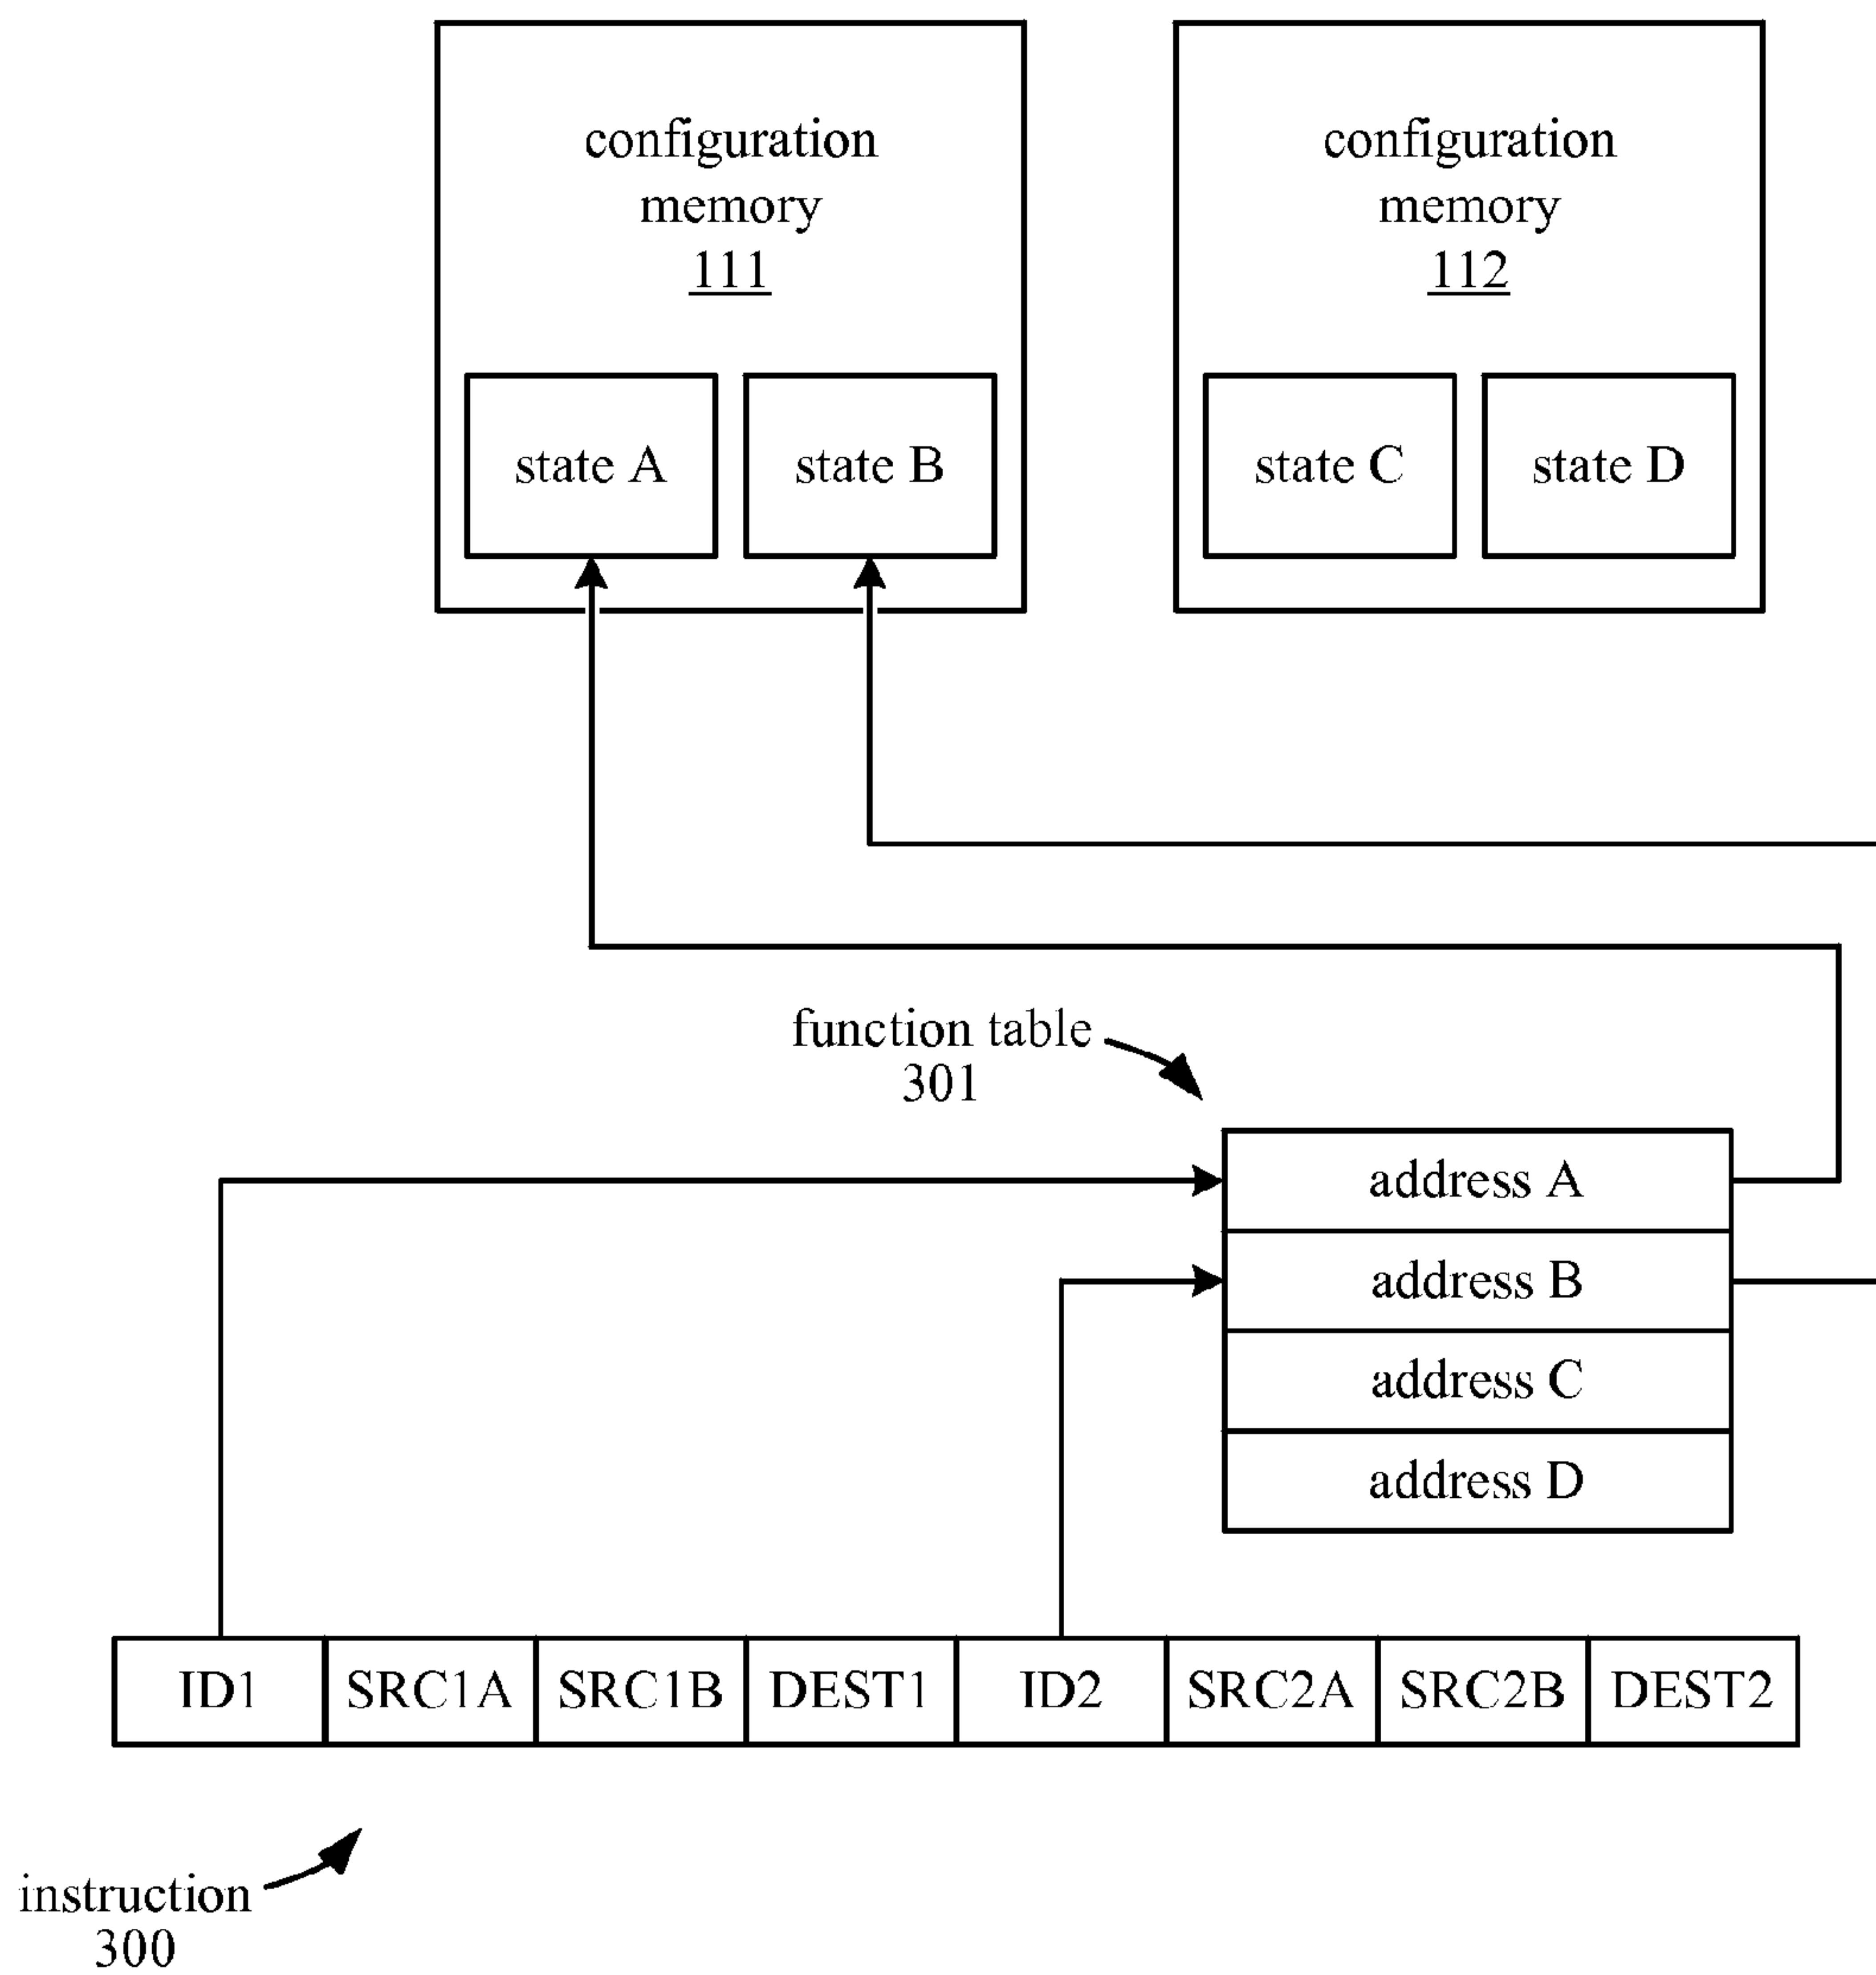 configuration
memory
111
configuration
memory
112
state A
state B
state C
state D
function table
301
address A
address B
address C
address D
ID1
SRC1A
SRC1B
DEST1
ID2
SRC2A
SRC2B
DEST2
instruction
300